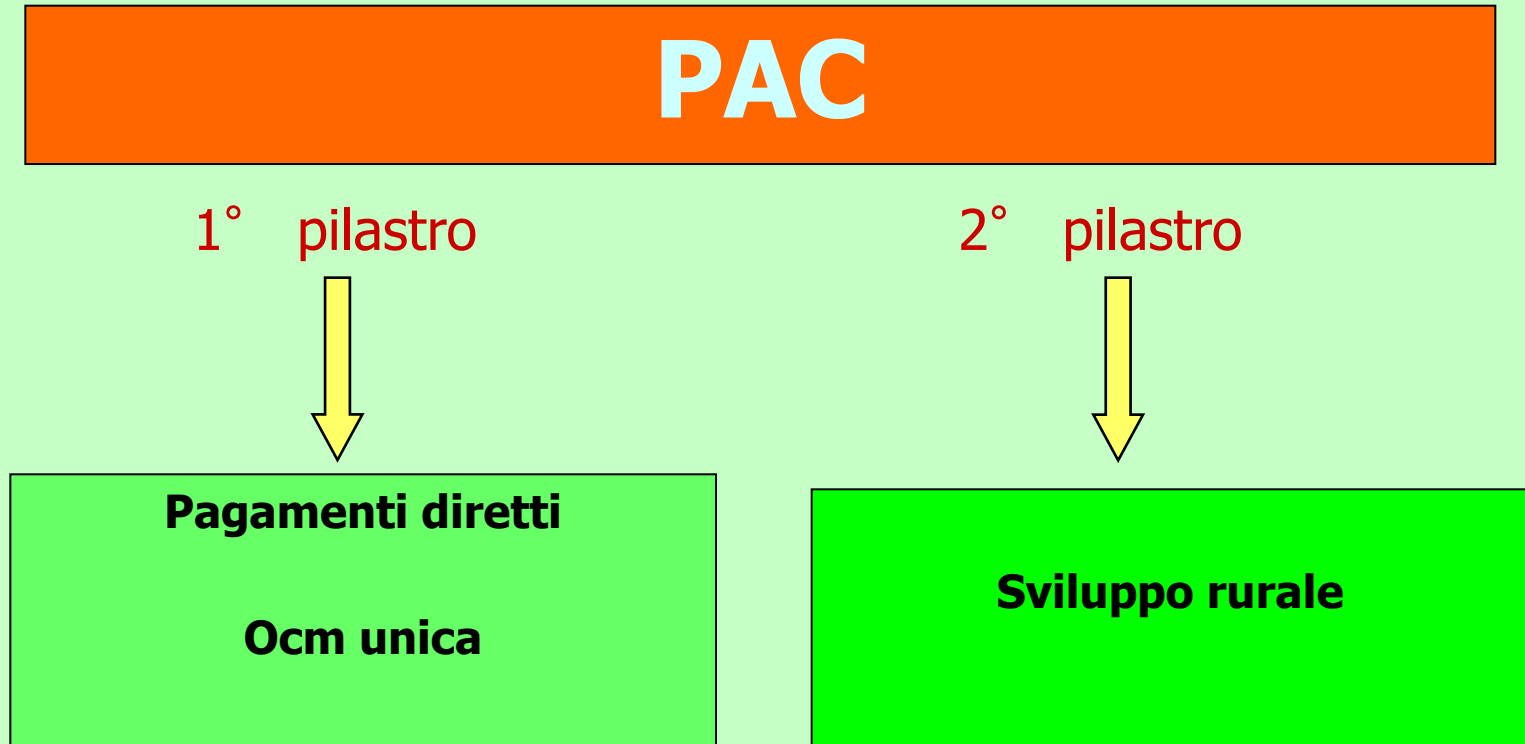 PAC
1° pilastro
2° pilastro
Pagamenti diretti
Ocm unica
Sviluppo rurale